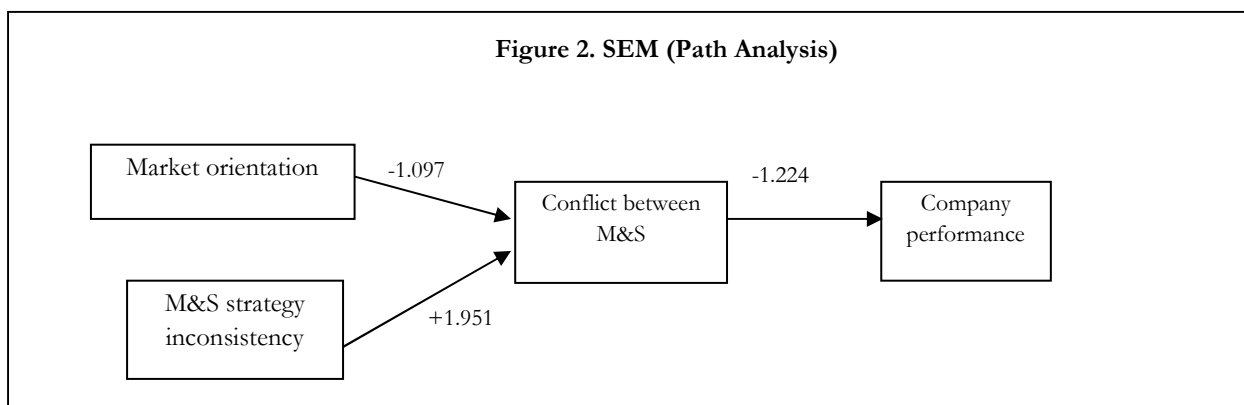 Figure 2. SEM (Path Analysis)
Market orientation
-1.097
-1.224
Conflict between
M&S
Company
performance
M&S strategy
inconsistency
+1.951